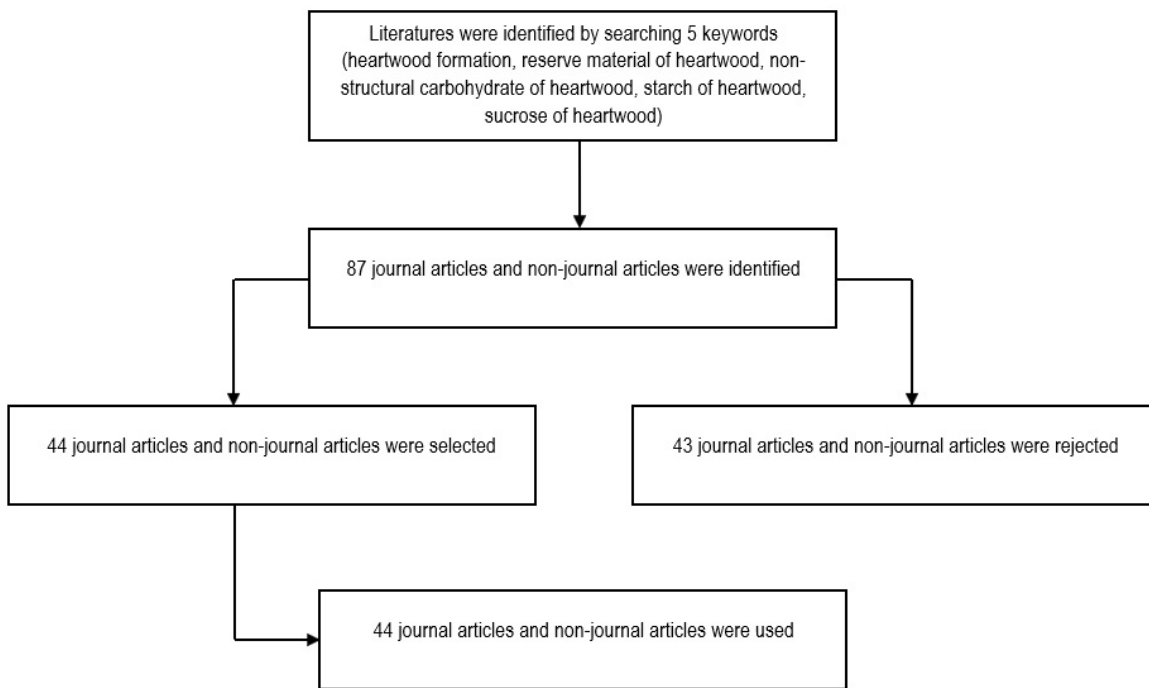 Literatures were identified by searching 5 keywords
(heartwood formation, reserve material of heartwood, non-
structural carbohydrate of heartwood, starch of heartwood,
sucrose of heartwood)
87 journal articles and non-journal articles were identified
44 journal articles and non-journal articles were selected
43 journal articles and non-journal articles were rejected
44 journal articles and non-journal articles were used